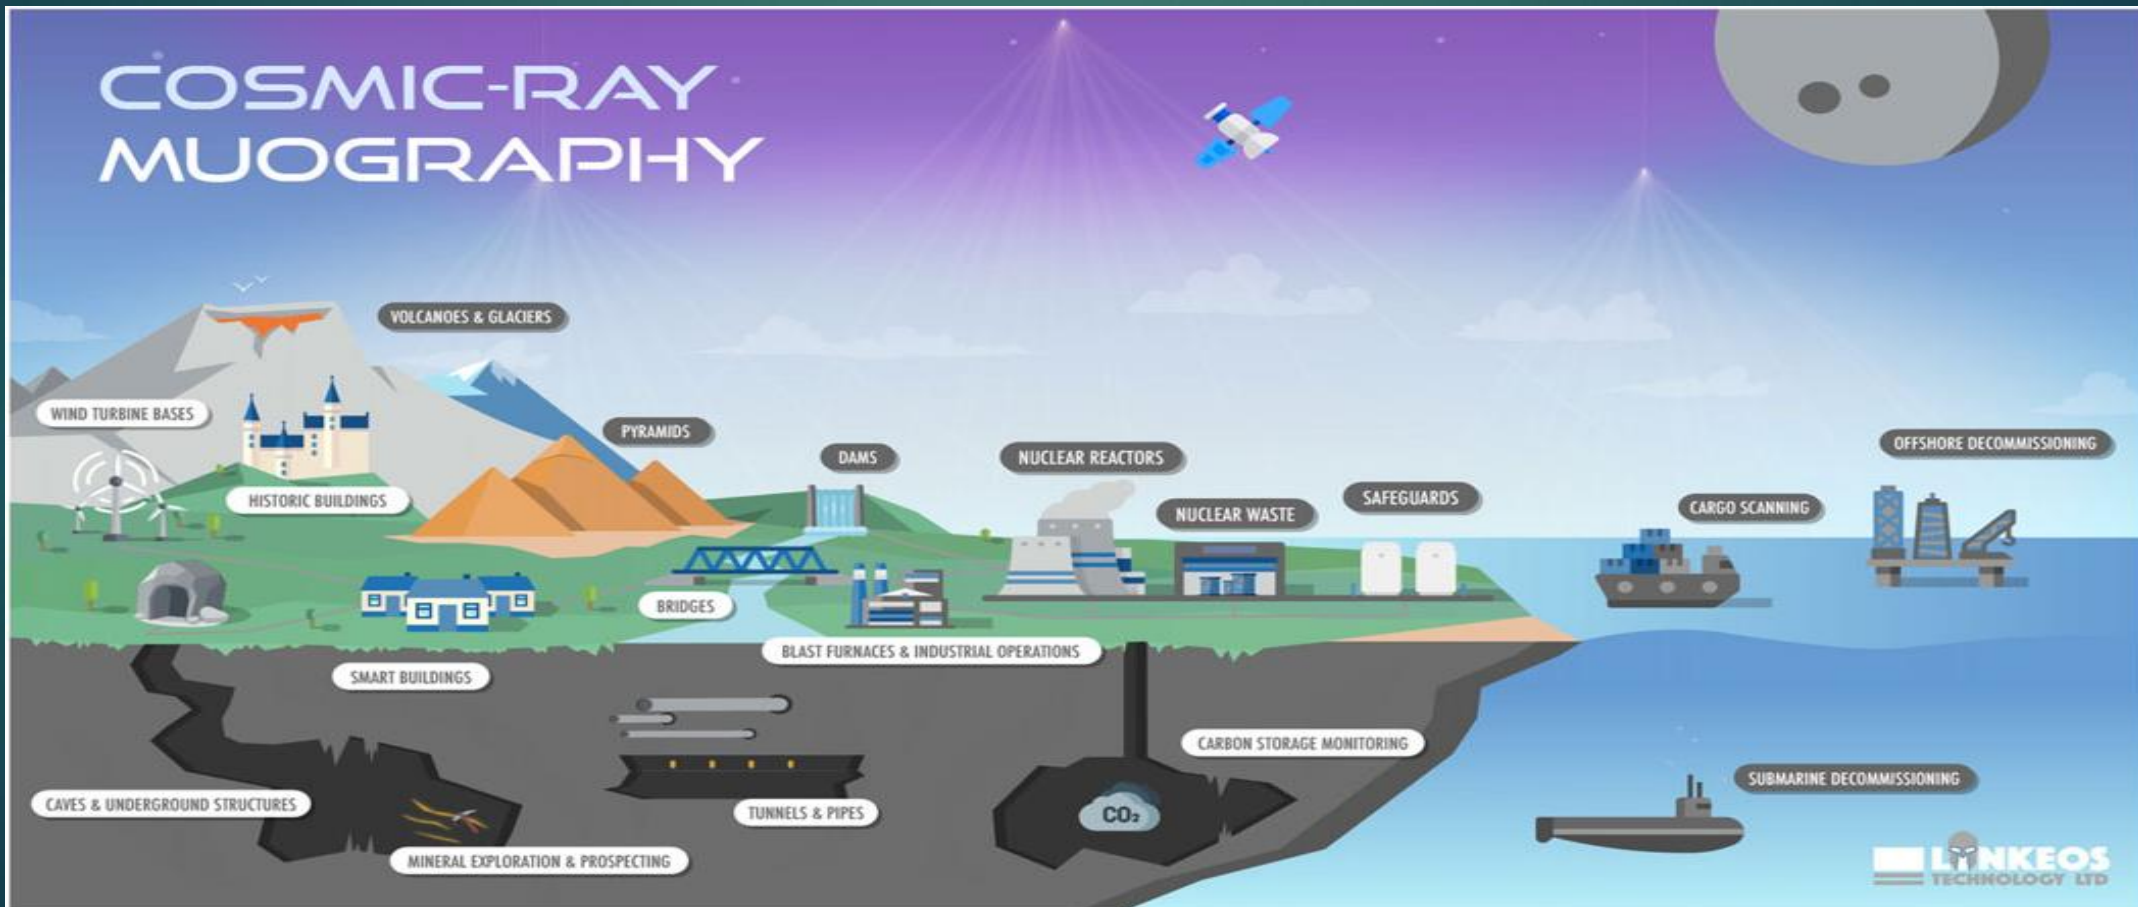 COSMIC-RAY
MUOGRAPHY
VOLCANOES & GLACIERS
WIND TURBINE BASES
PYRAMIDS
OFFSHORE DECOMMISSIONING
DAMS
NUCLEAR REACTORS
HISTORIC BUILDINGS
SAFEGUARDS
CARGO SCANNING
NUCLEAR WASTE
BRIDGES
BLAST FURNACES & INDUSTRIAL OPERATIONS
SMART BUILDINGS
CARBON STORAGE MONITORING
SUBMARINE DECOMMISSIONING
CAVES & UNDERGROUND STRUCTURES
TUNNELS & PIPES
CO₂
MINERAL EXPLORATION & PROSPECTING
LYNKEOS
TECHNOLOGY LTD